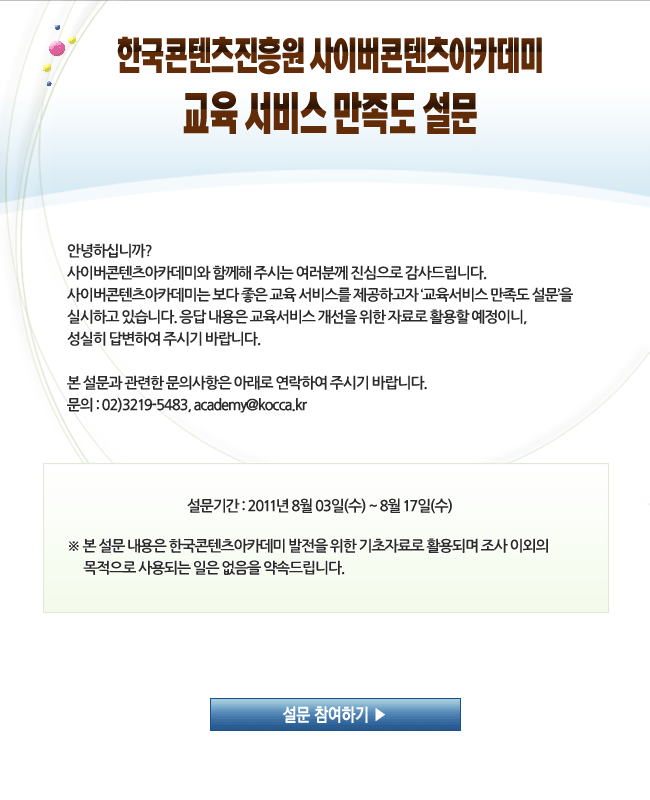 한국콘텐츠진흥원 사이버콘텐츠아카데미
교육 서비스 만족도 설문
안녕하십니까?
사이버콘텐츠아카데미와 함께해 주시는 여러분께 진심으로 감사드립니다.
사이버콘텐츠아카데미는 보다 좋은 교육 서비스를 제공하고자 ‘교육서비스 만족도 설문’을
실시하고 있습니다. 응답 내용은 교육서비스 개선을 위한 자료로 활용할 예정이니,
성실히 답변하여 주시기 바랍니다.
본 설문과 관련한 문의사항은 아래로 연락하여 주시기 바랍니다.
문의 : 02)3219-5483, academy@kocca.kr
설문기간 : 2011년 8월 03일(수) ~ 8월 17일(수)
※ 본 설문 내용은 한국콘텐츠아카데미 발전을 위한 기초자료로 활용되며 조사 이외의
목적으로 사용되는 일은 없음을 약속드립니다.
설문 참여하기 ▶